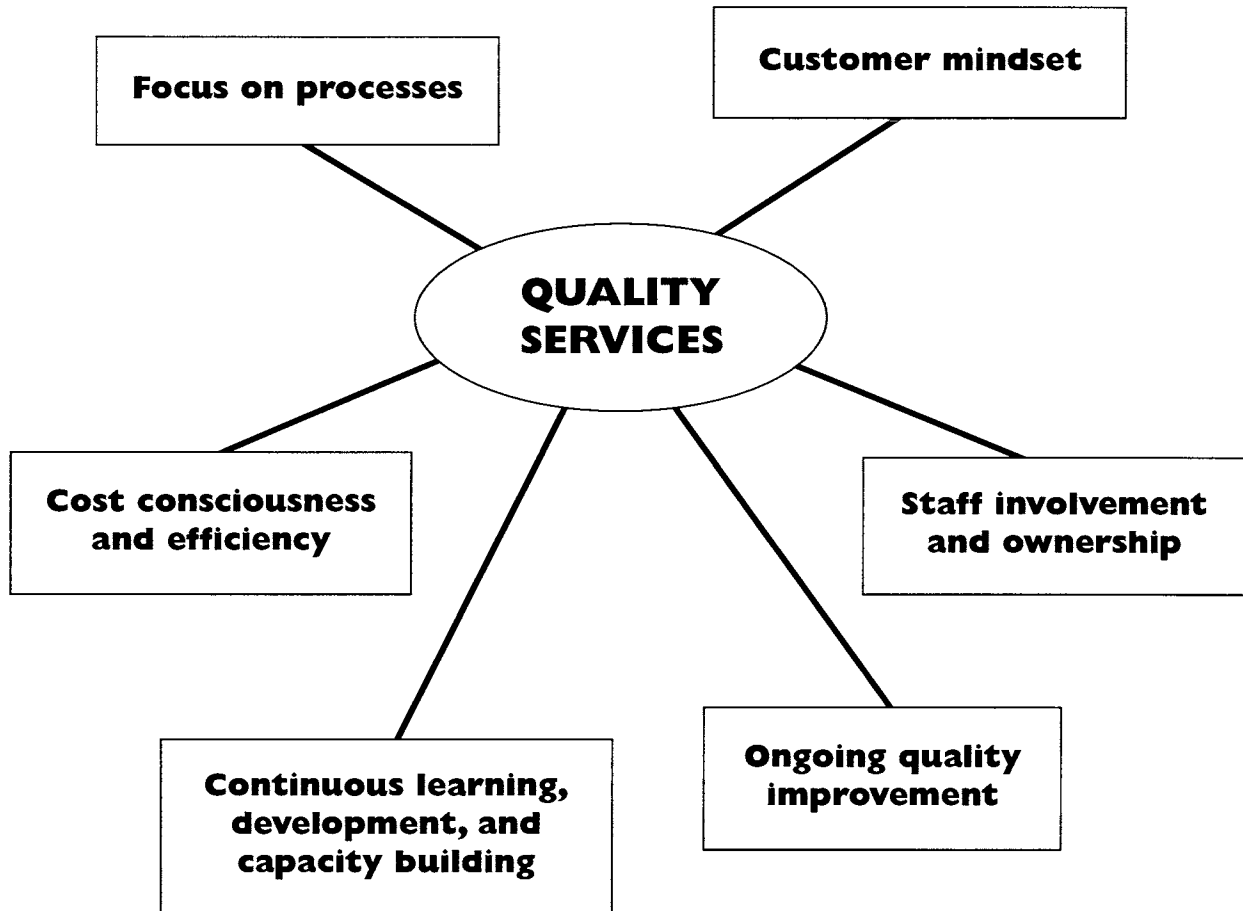 Focus on processes
Customer mindset
QUALITY
SERVICES
Cost consciousness
and efficiency
Staff involvement
and ownership
Continuous learning,
development, and
capacity building
Ongoing quality
improvement